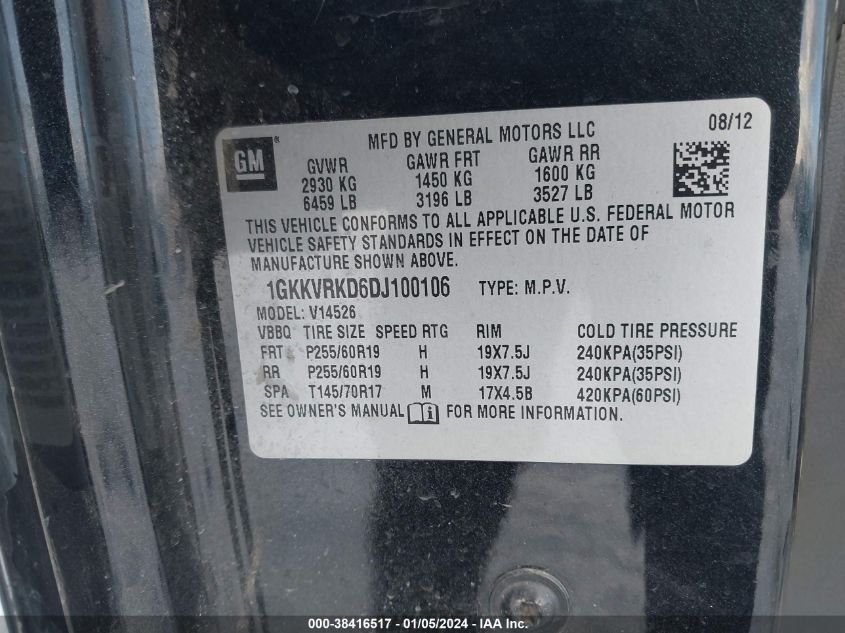 08/12
MFD BY GENERAL MOTORS LLC
GM ®
GVWR GAWR FRT GAWR RR
2930 KG 1450 KG 1600 KG
6459 LB 3196 LB 3527 LB
THIS VEHICLE CONFORMS TO ALL APPLICABLE U.S. FEDERAL MOTOR
VEHICLE SAFETY STANDARDS IN EFFECT ON THE DATE OF
MANUFACTURE SHOWN ABOVE.
1GKKVRKD6DJ100106 TYPE: M.P.V.
MODEL: V14526
VBBQ TIRE SIZE SPEED RTG RIM COLD TIRE PRESSURE
FRT P255/60R19 H 19X7.5J 240KPA(35PSI)
RR P255/60R19 H 19X7.5J 240KPA(35PSI)
SPA T145/70R17 M 17X4.5B 420KPA(60PSI)
SEE OWNER'S MANUAL i FOR MORE INFORMATION.
000-38416517 - 01/05/2024 - IAA Inc.